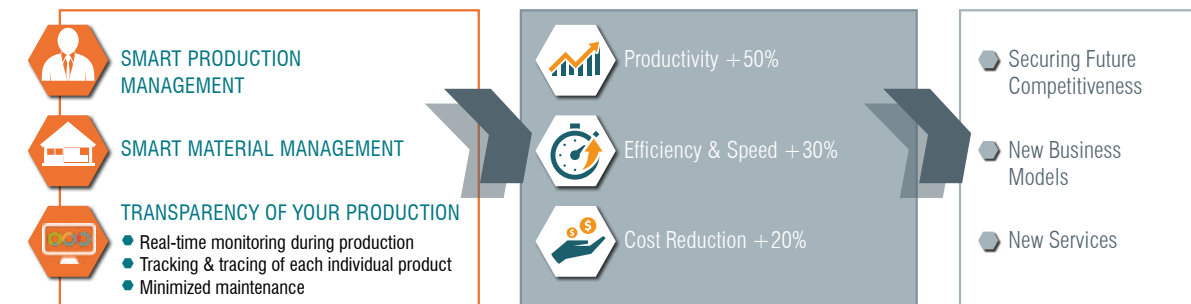 SMART PRODUCTION
MANAGEMENT
SMART MATERIAL MANAGEMENT
TRANSPARENCY OF YOUR PRODUCTION
Real-time monitoring during production
Tracking & tracing of each individual product
Minimized maintenance
Productivity +50%
Efficiency & Speed +30%
$ $
Cost Reduction +20%
Securing Future
Competitiveness
New Business
Models
New Services